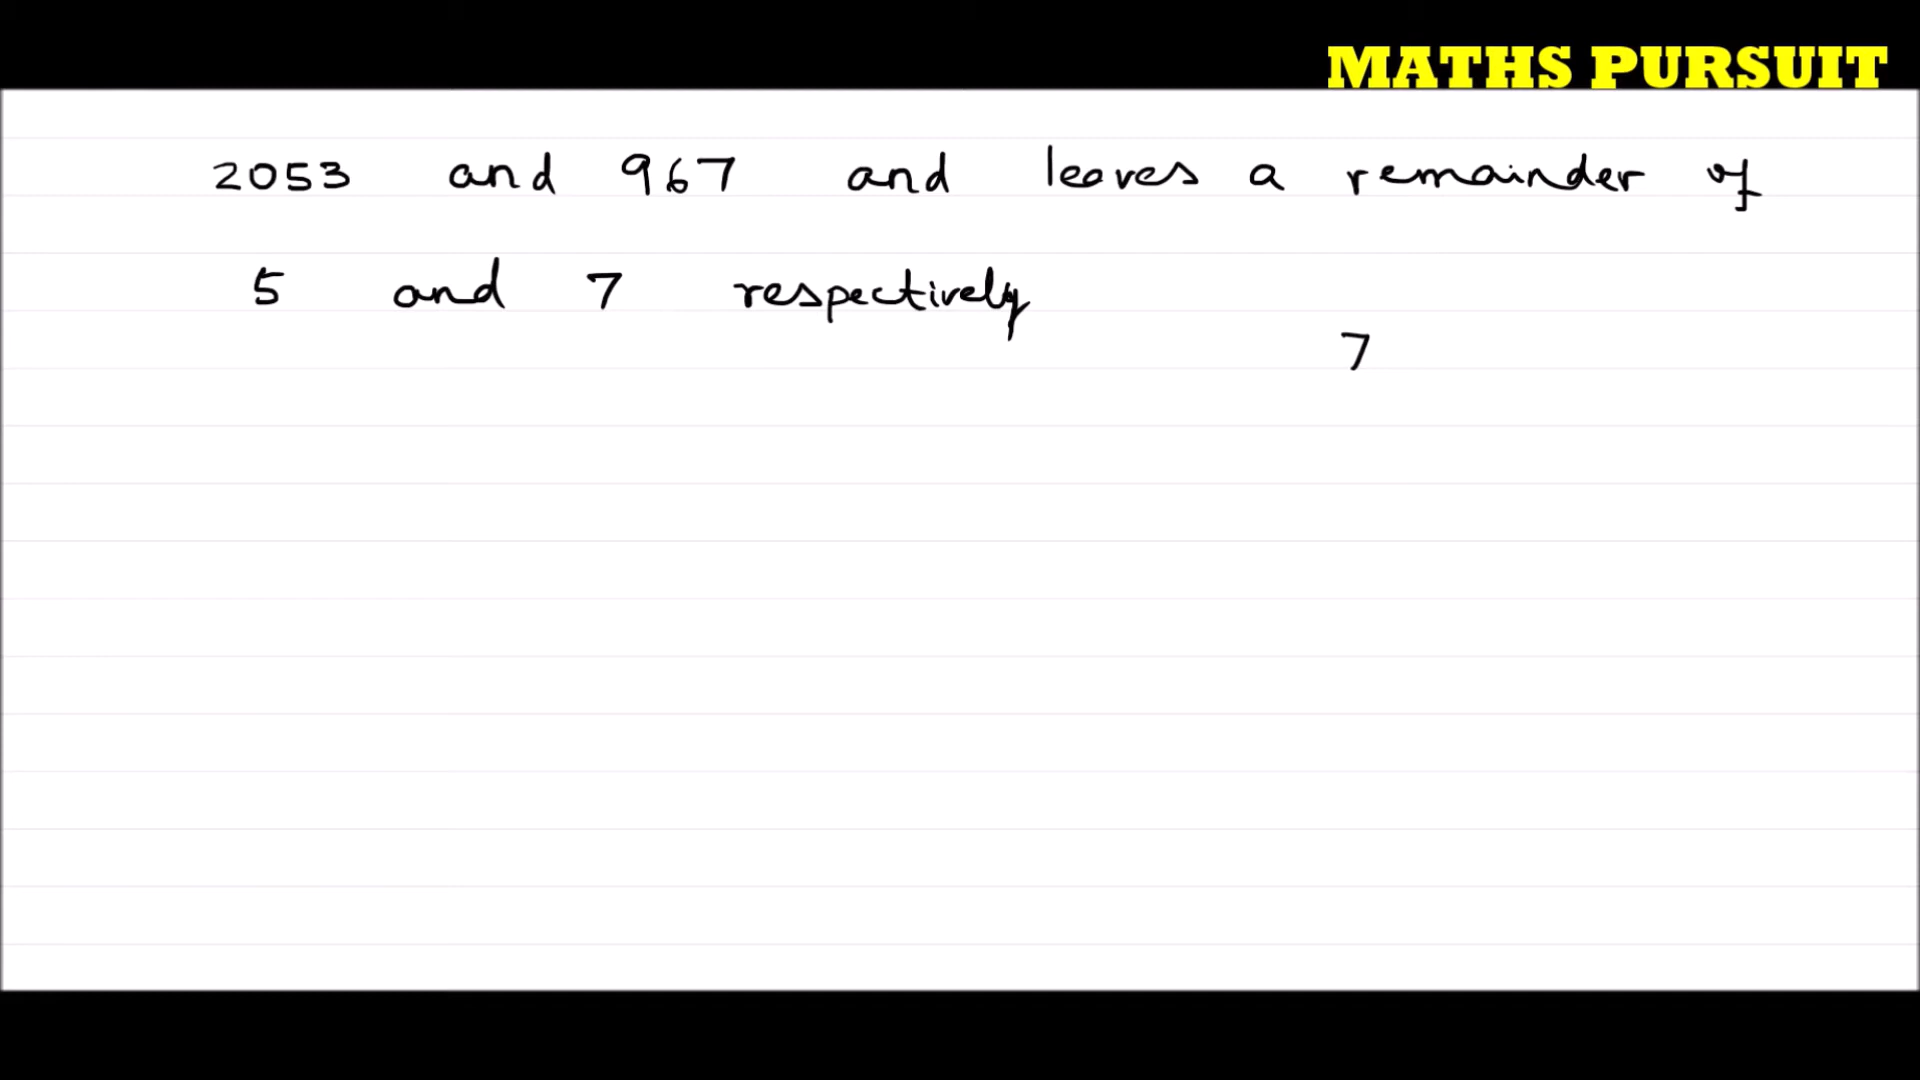 MATHS PURSUIT
2053 and 967 and leaves a remainder of
5 and 7 respectively
7